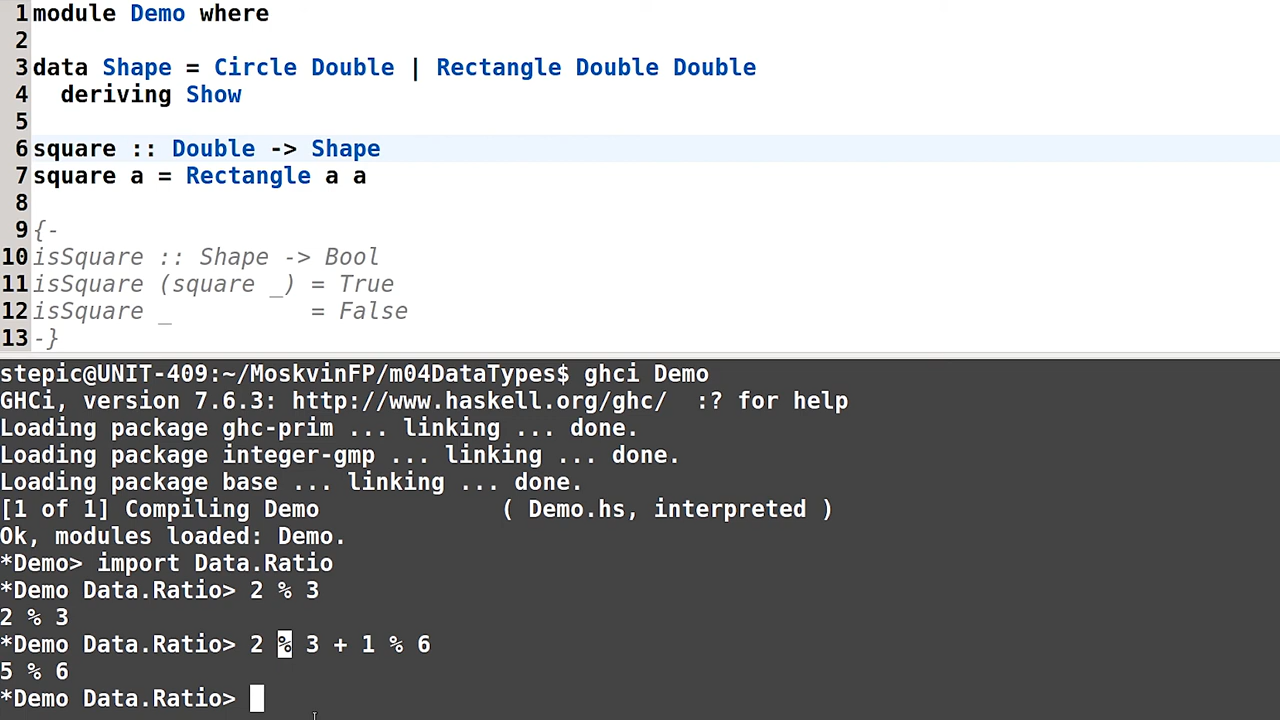 1 module Demo where
2
3 data Shape = Circle Double | Rectangle Double Double
4   deriving Show
5
6 square :: Double -> Shape
7 square a = Rectangle a a
8
9 {-
10 isSquare :: Shape -> Bool
11 isSquare (square _) = True
12 isSquare _          = False
13 -}
stepic@UNIT-409:~/MoskvinFP/m04DataTypes$ ghci Demo
GHCi, version 7.6.3: http://www.haskell.org/ghc/  :? for help
Loading package ghc-prim ... linking ... done.
Loading package integer-gmp ... linking ... done.
Loading package base ... linking ... done.
[1 of 1] Compiling Demo             ( Demo.hs, interpreted )
Ok, modules loaded: Demo.
*Demo> import Data.Ratio
*Demo Data.Ratio> 2 % 3
2 % 3
*Demo Data.Ratio> 2 % 3 + 1 % 6
5 % 6
*Demo Data.Ratio>